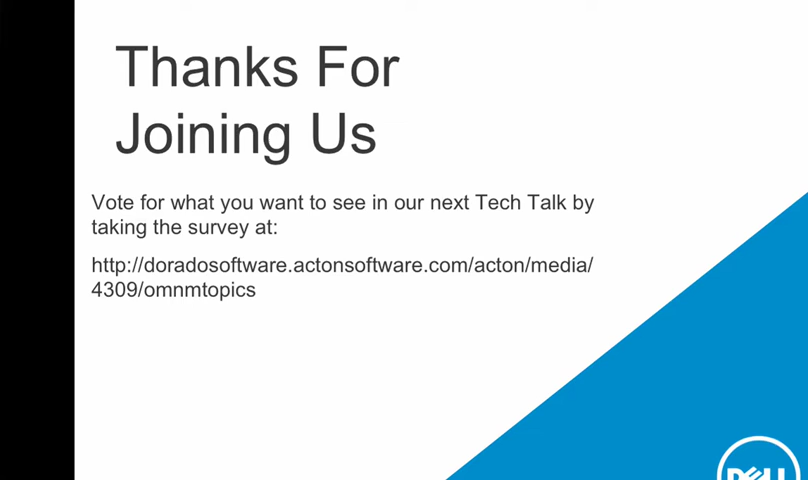 Thanks For
Joining Us
Vote for what you want to see in our next Tech Talk by
taking the survey at:
http://doradosoftware.actonsoftware.com/acton/media/
4309/omnmtopics
DELL